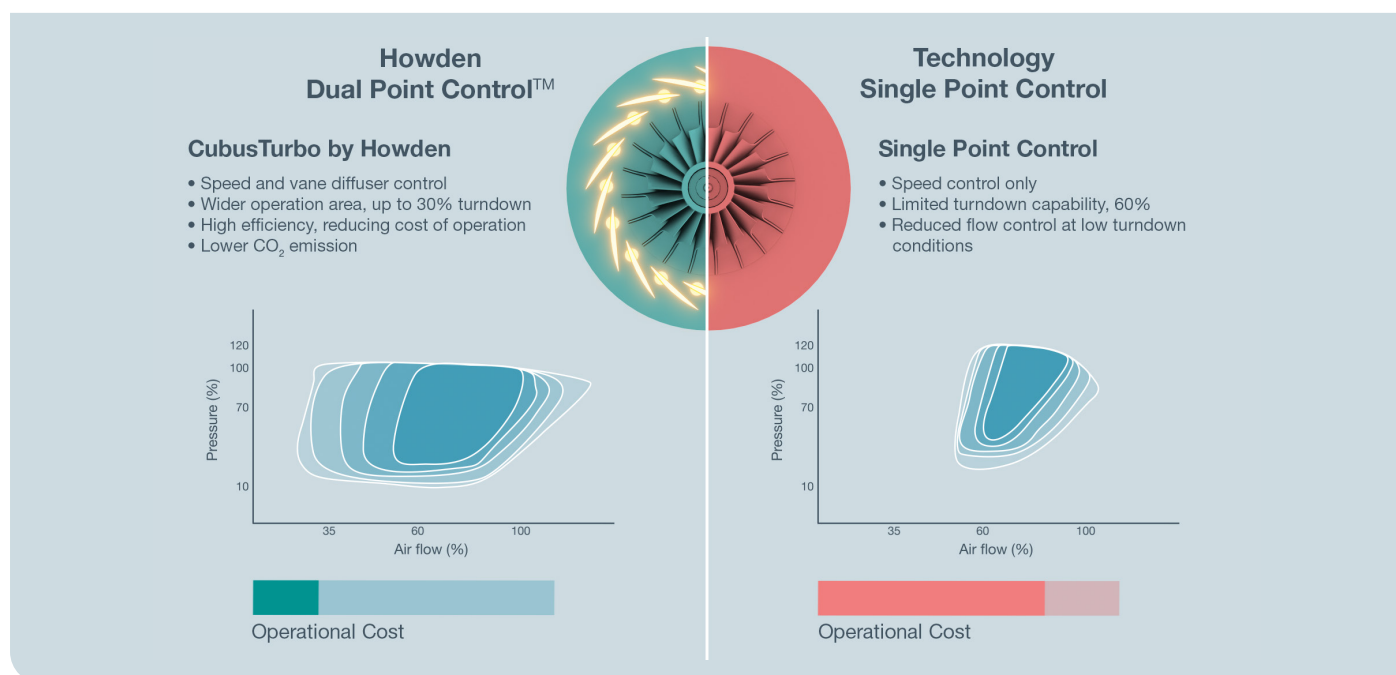 Howden
Dual Point Control™
CubusTurbo by Howden
• Speed and vane diffuser control
• Wider operation area, up to 30% turndown
• High efficiency, reducing cost of operation
• Lower CO₂ emission
120
100
70
10
Pressure (%)
35 60 100
Air flow (%)
Operational Cost
Technology
Single Point Control
Single Point Control
• Speed control only
• Limited turndown capability, 60%
• Reduced flow control at low turndown
conditions
120
100
70
10
Pressure (%)
35 60 100
Air flow (%)
Operational Cost